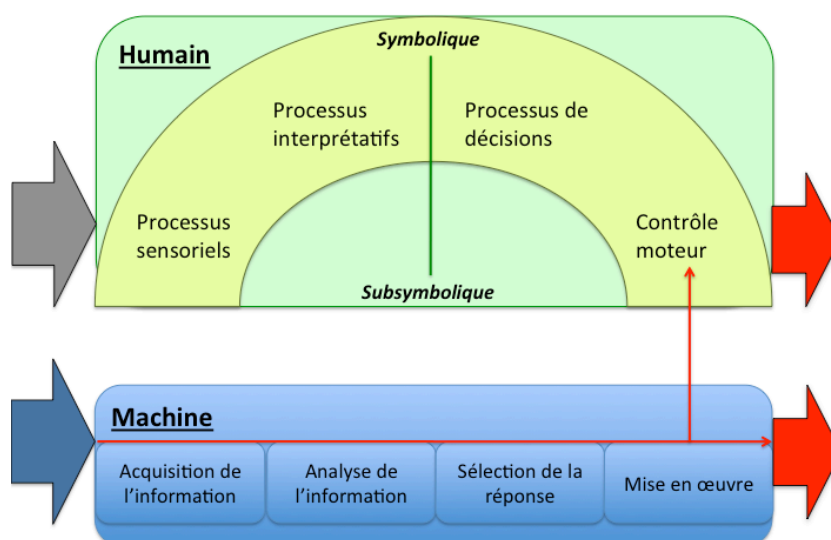 Humain
Symbolique
Processus
interprétatifs
Processus de
décisions
Processus
sensoriels
Contrôle
moteur
Subsymbolique
Machine
Acquisition de
l'information
Analyse de
l'information
Sélection de la
réponse
Mise en œuvre